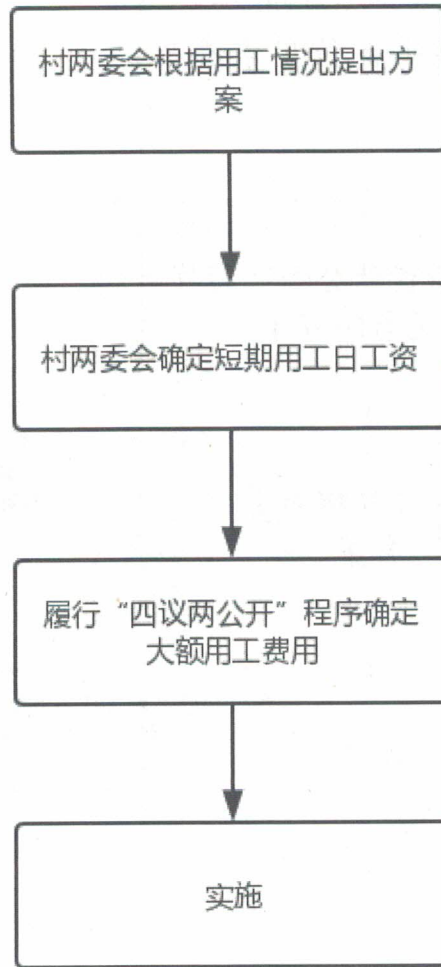 村两委会根据用工情况提出方
案
村两委会确定短期用工日工资
履行“四议两公开”程序确定
大额用工费用
实施